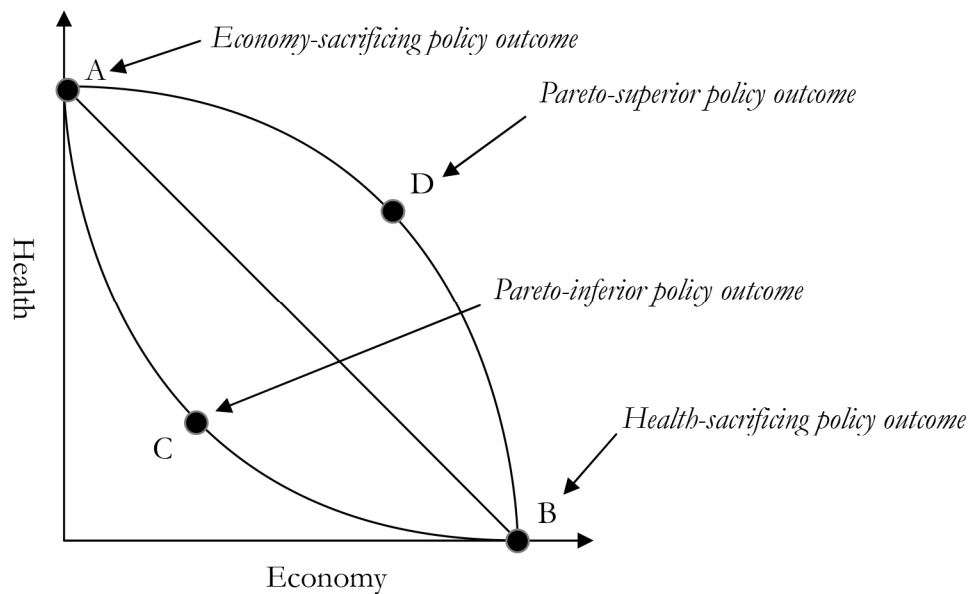 Economy-sacrificing policy outcome
A
Pareto-superior policy outcome
D
Health
Pareto-inferior policy outcome
C
Health-sacrificing policy outcome
B
Economy